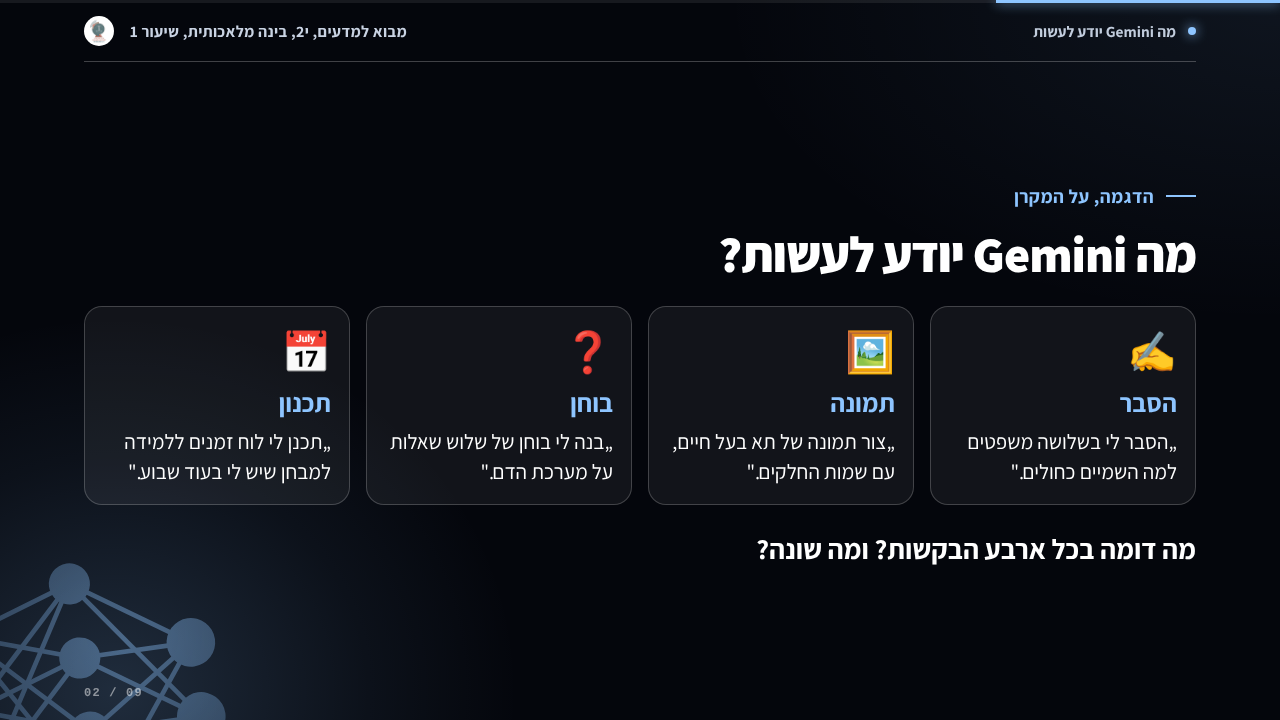 מה Gemini יודע לעשות
מבוא למדעים, י2, בינה מלאכותית, שיעור 1
הדגמה, על המקרן
מה Gemini יודע לעשות?
הסבר
„הסבר לי בשלושה משפטים
למה השמיים כחולים."
תמונה
„צור תמונה של תא בעל חיים,
עם שמות החלקים."
בוחן
„בנה לי בוחן של שלוש שאלות
על מערכת הדם."
July
17
תכנון
„תכנן לי לוח זמנים ללמידה
למבחן שיש לי בעוד שבוע."
מה דומה בכל ארבע הבקשות? ומה שונה?
02 / 09